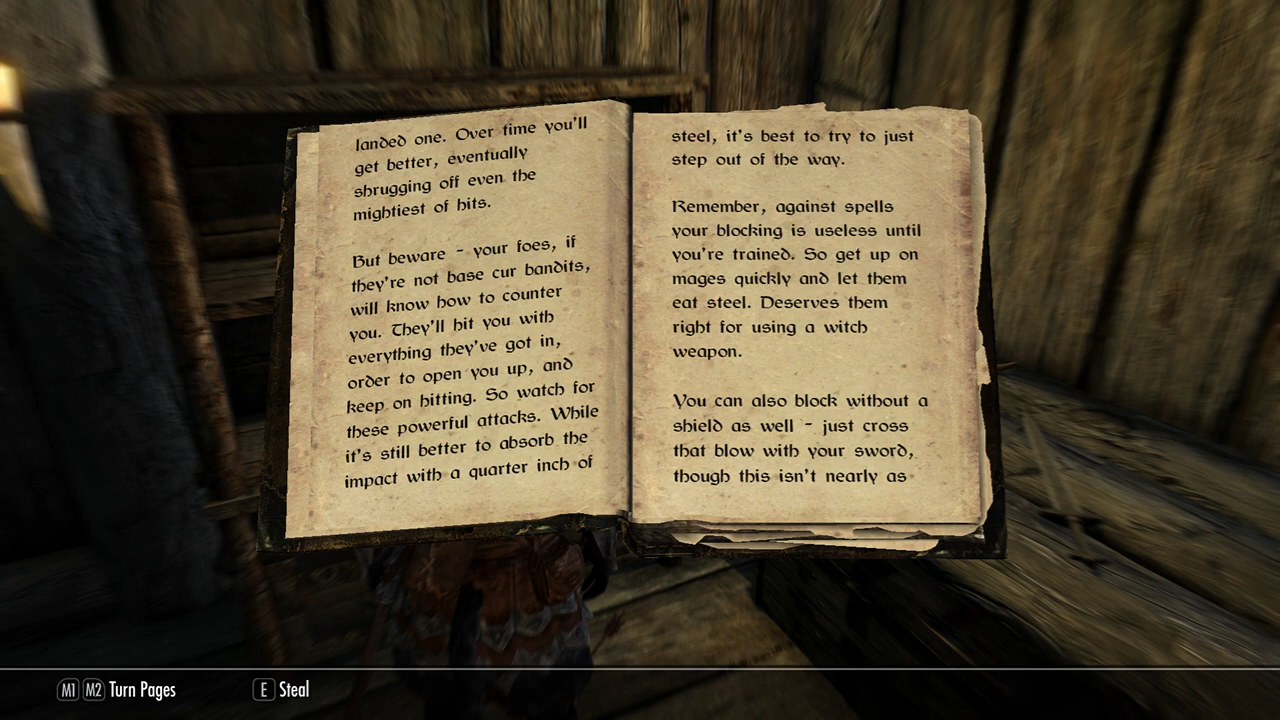 landed one. Over time you'll
get better, eventually
shrugging off even the
mightiest of hits.
But beware - your foes, if
they're not base cur bandits,
will know how to counter
you. They'll hit you with
everything they've got in,
order to open you up, and
keep on hitting. So watch for
these powerful attacks. While
it's still better to absorb the
impact with a quarter inch of
steel, it's best to try to just
step out of the way.
Remember, against spells
your blocking is useless until
you're trained. So get up on
mages quickly and let them
eat steel. Deserves them
right for using a witch
weapon.
You can also block without a
shield as well - just cross
that blow with your sword,
though this isn't nearly as
M1 M2 Turn Pages E Steal